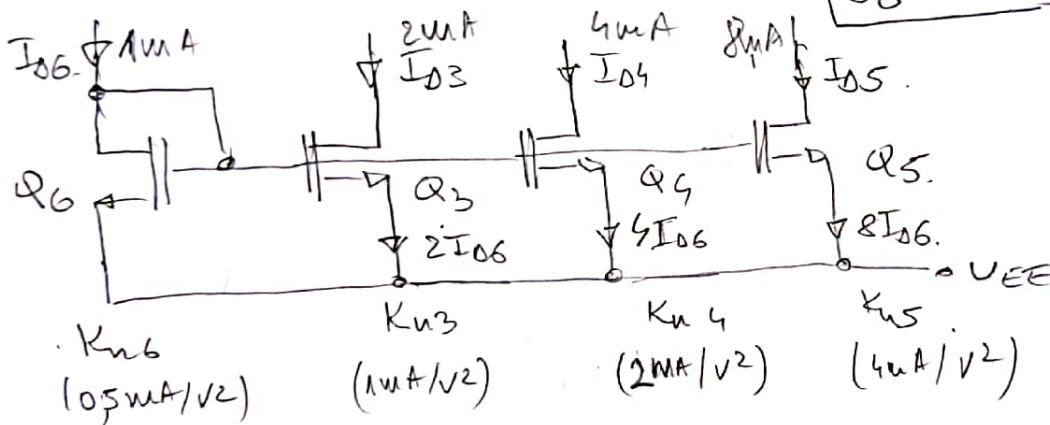 I_D6. 1mA 2mA 4mA 8mA
I_D3 I_D4 I_D5.
Q6 Q3 Q4 Q5.
2I_D6 4I_D6 8I_D6.
VEE
Kn6 Kn3 Kn4 Kn5
(0,5mA/V2) (1mA/V2) (2mA/V2) (4mA/V2)